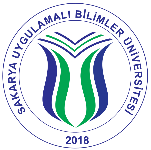 SAKARYA UYGULAMALI BİLİMLER ÜNİVERSİTESİ
2018